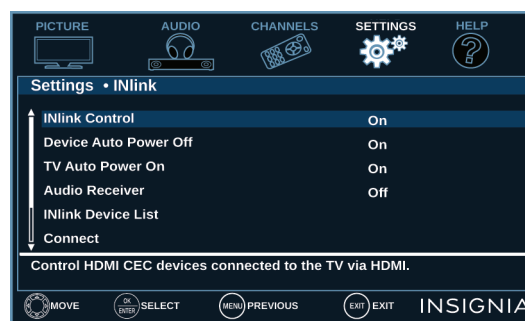 PICTURE AUDIO CHANNELS SETTINGS HELP
?
Settings • INlink
INlink Control On
Device Auto Power Off On
TV Auto Power On On
Audio Receiver Off
INlink Device List
Connect
Control HDMI CEC devices connected to the TV via HDMI.
MOVE OK ENTER SELECT MENU PREVIOUS EXIT EXIT INSIGNIA